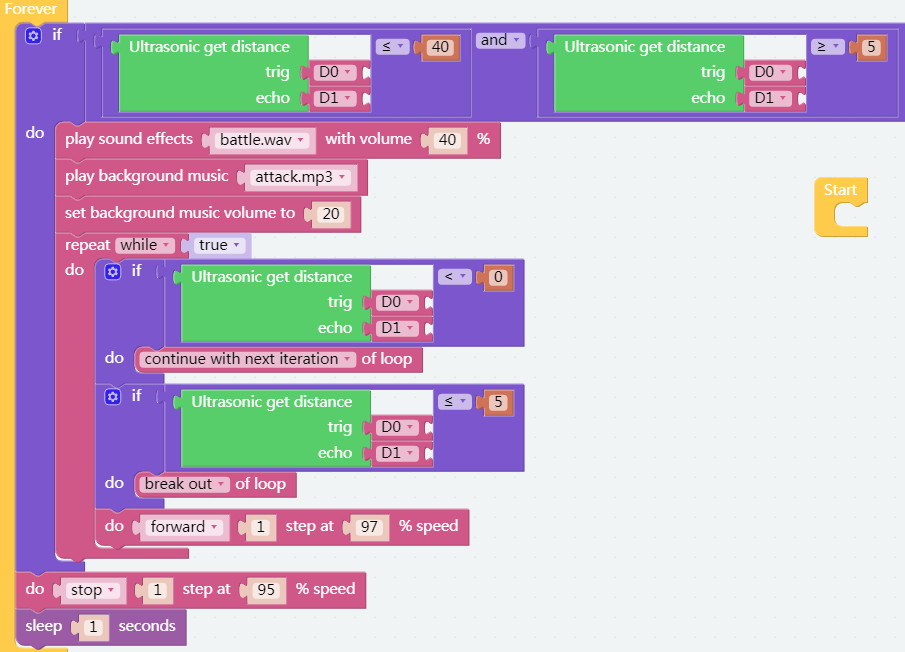 Forever
if Ultrasonic get distance ≤ 40 and Ultrasonic get distance ≥ 5
trig D0 trig D0
echo D1 echo D1
do play sound effects battle.wav with volume 40 %
play background music attack.mp3
Start
set background music volume to 20
repeat while true
do if Ultrasonic get distance < 0
trig D0
echo D1
do continue with next iteration of loop
if Ultrasonic get distance ≤ 5
trig D0
echo D1
do break out of loop
do forward 1 step at 97 % speed
do stop 1 step at 95 % speed
sleep 1 seconds